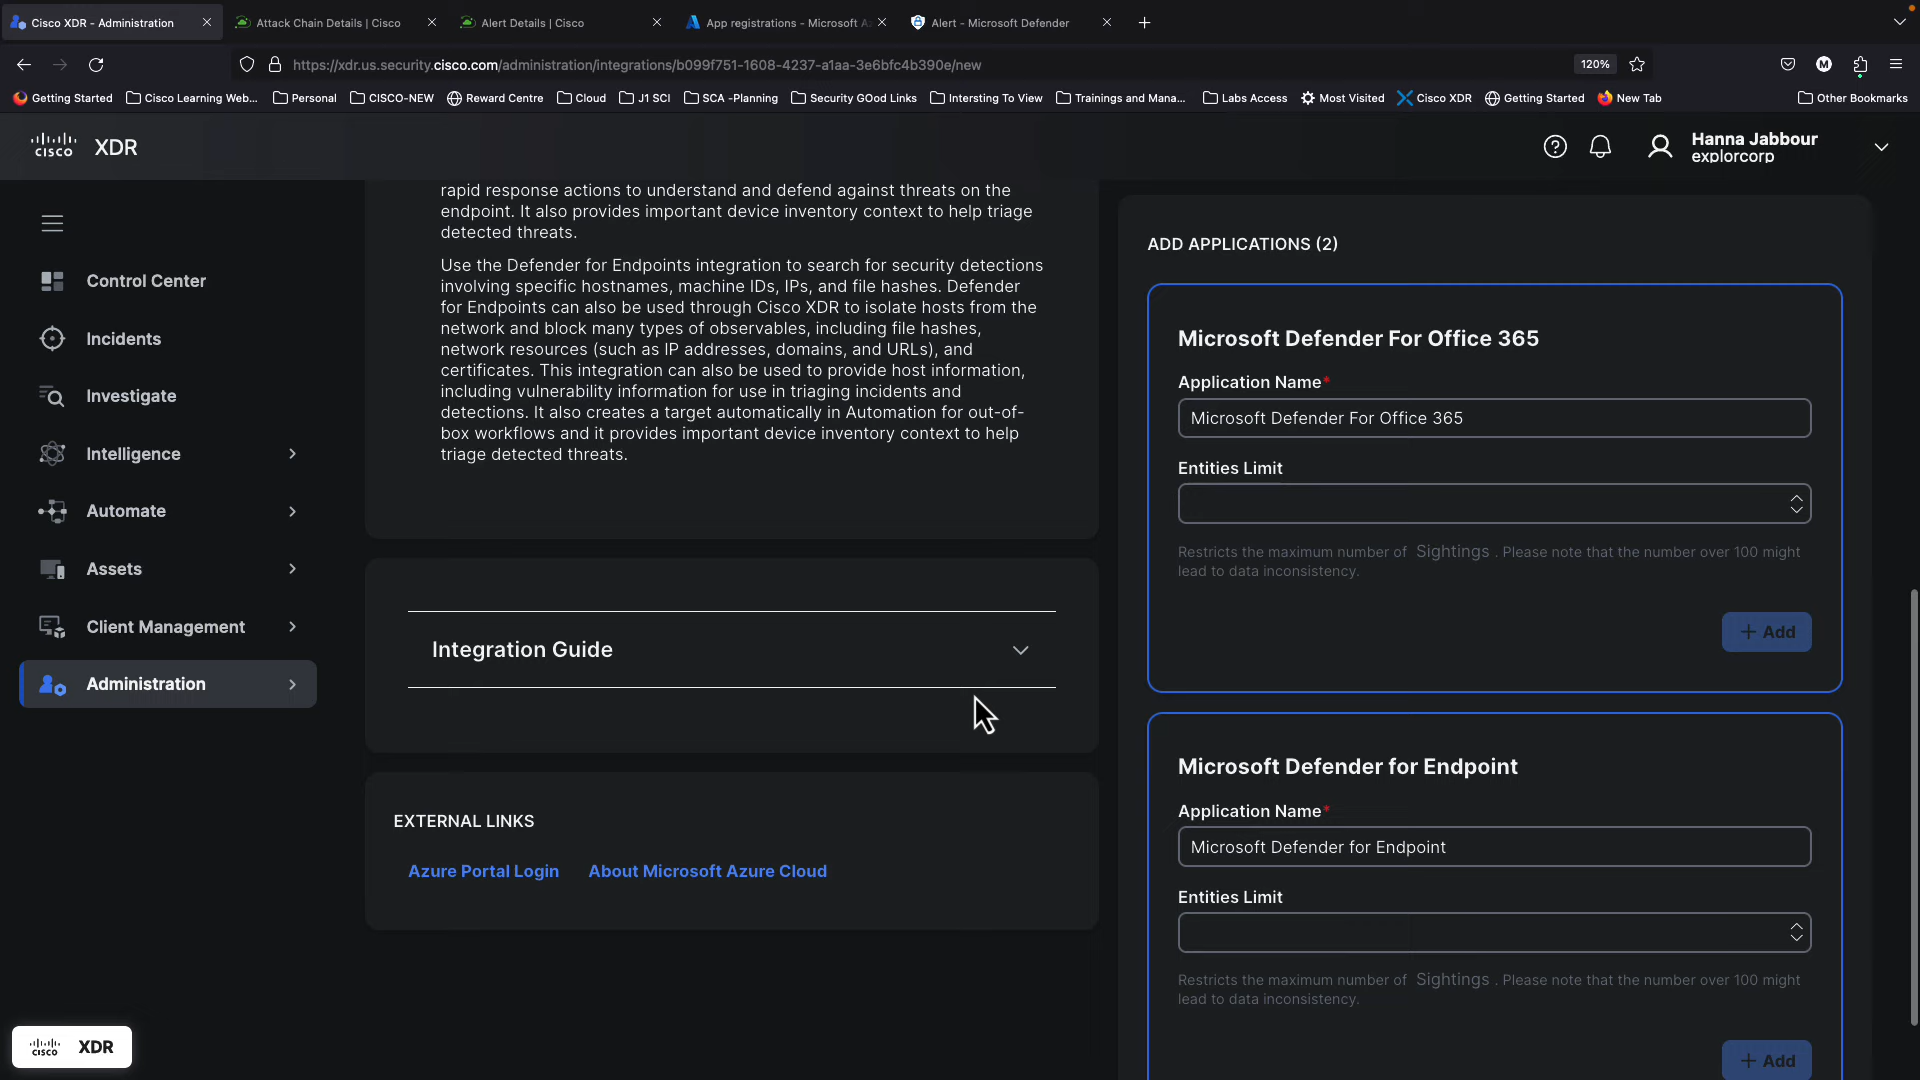 Cisco XDR - Administration
Attack Chain Details | Cisco
Alert Details | Cisco
App registrations - Microsoft A
Alert - Microsoft Defender
https://xdr.us.security.cisco.com/administration/integrations/b099f751-1608-4237-a1aa-3e6bfc4b390e/new
120%
M
Getting Started
Cisco Learning Web...
Personal
CISCO-NEW
Reward Centre
Cloud
J1 SCI
SCA -Planning
Security GOod Links
Intersting To View
Trainings and Mana...
Labs Access
Most Visited
Cisco XDR
Getting Started
New Tab
Other Bookmarks
CISCO XDR
Hanna Jabbour
explorcorp
Control Center
Incidents
Investigate
Intelligence
Automate
Assets
Client Management
Administration
CISCO XDR
rapid response actions to understand and defend against threats on the
endpoint. It also provides important device inventory context to help triage
detected threats.
Use the Defender for Endpoints integration to search for security detections
involving specific hostnames, machine IDs, IPs, and file hashes. Defender
for Endpoints can also be used through Cisco XDR to isolate hosts from the
network and block many types of observables, including file hashes,
network resources (such as IP addresses, domains, and URLs), and
certificates. This integration can also be used to provide host information,
including vulnerability information for use in triaging incidents and
detections. It also creates a target automatically in Automation for out-of-
box workflows and it provides important device inventory context to help
triage detected threats.
Integration Guide
EXTERNAL LINKS
Azure Portal Login
About Microsoft Azure Cloud
ADD APPLICATIONS (2)
Microsoft Defender For Office 365
Application Name*
Microsoft Defender For Office 365
Entities Limit
Restricts the maximum number of Sightings . Please note that the number over 100 might
lead to data inconsistency.
+ Add
Microsoft Defender for Endpoint
Application Name*
Microsoft Defender for Endpoint
Entities Limit
Restricts the maximum number of Sightings . Please note that the number over 100 might
lead to data inconsistency.
+ Add